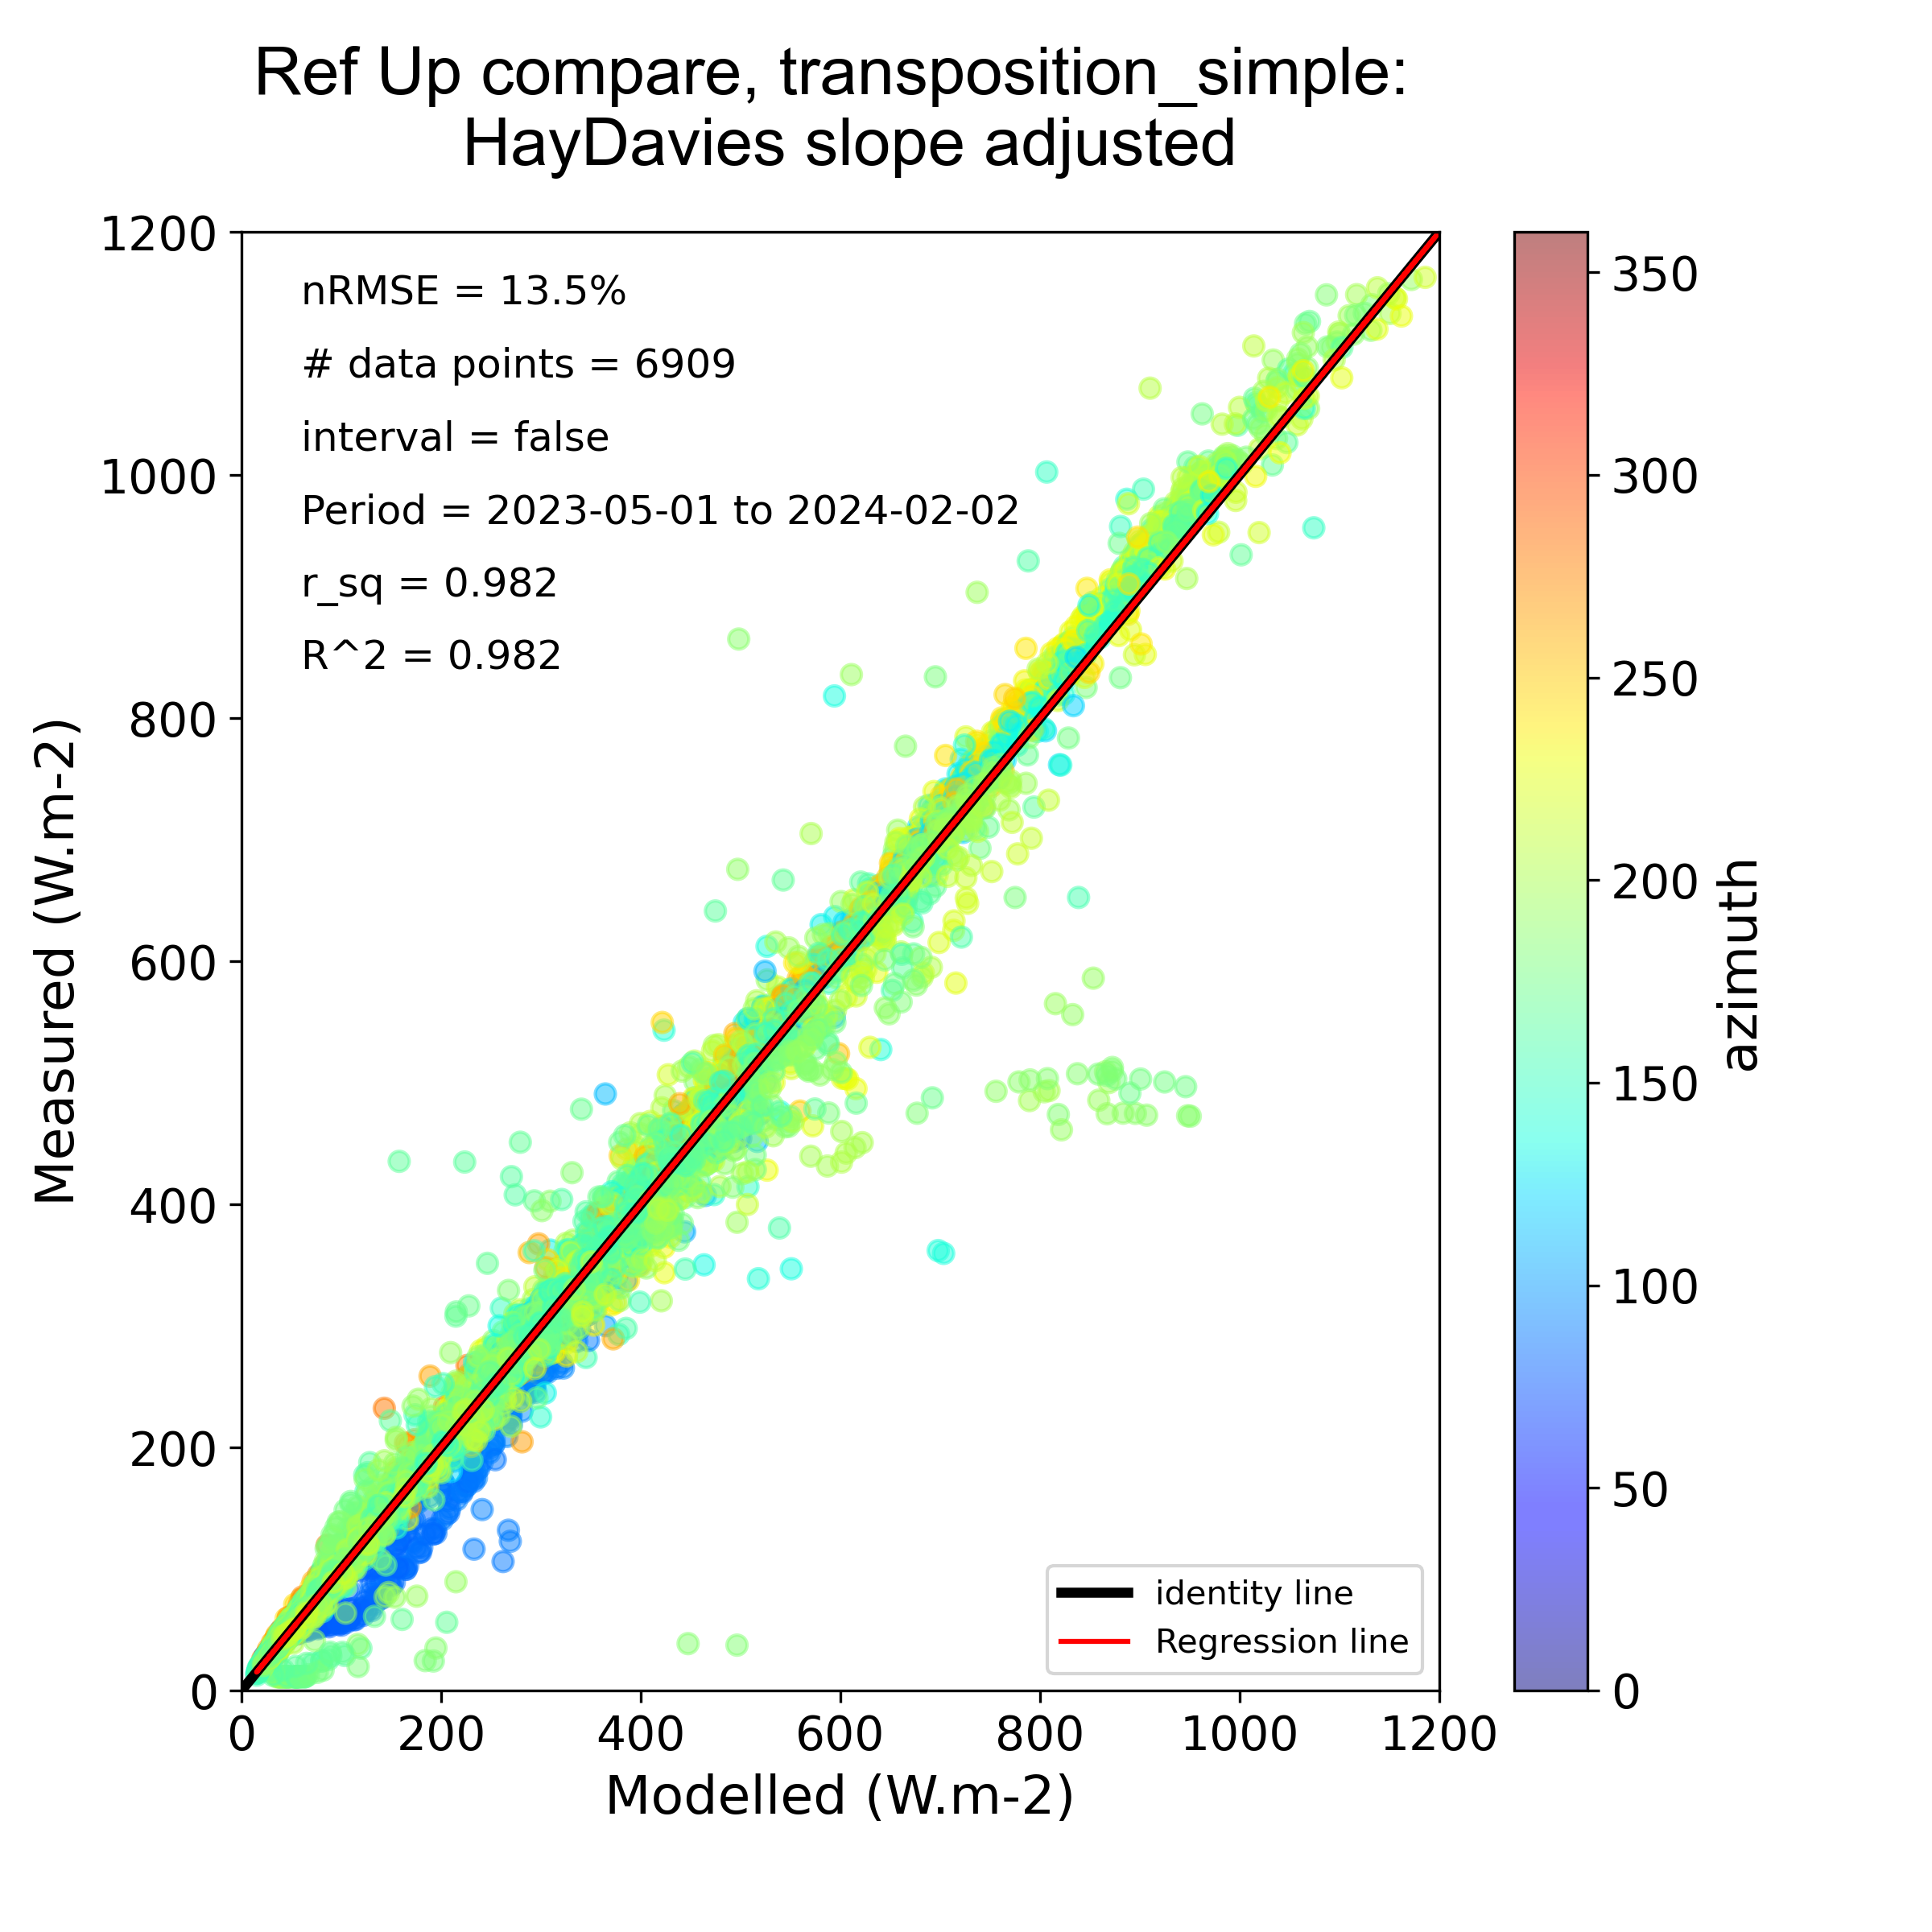 Ref Up compare, transposition_simple:
HayDavies slope adjusted
nRMSE = 13.5%
# data points = 6909
interval = false
Period = 2023-05-01 to 2024-02-02
r_sq = 0.982
R^2 = 0.982
1200
1000
800
600
400
200
0
Measured (W.m-2)
0 200 400 600 800 1000 1200
Modelled (W.m-2)
identity line
Regression line
350
300
250
200
150
100
50
0
azimuth